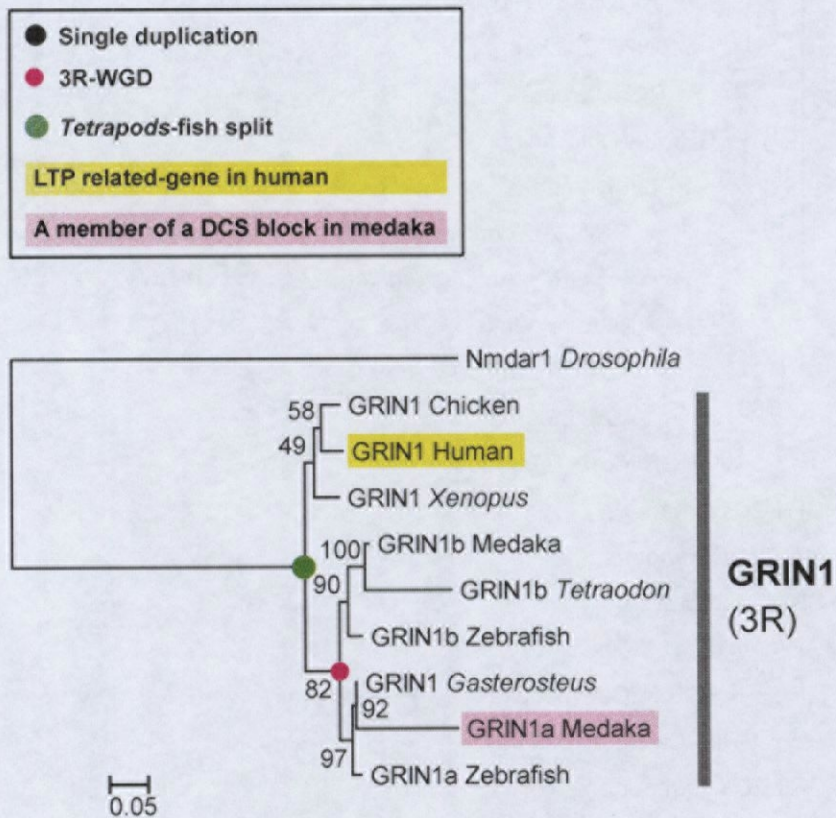 Single duplication
3R-WGD
Tetrapods-fish split
LTP related-gene in human
A member of a DCS block in medaka
Nmdar1 Drosophila
58
GRIN1 Chicken
49
GRIN1 Human
GRIN1 Xenopus
100
GRIN1b Medaka
90
GRIN1b Tetraodon
GRIN1b Zebrafish
82
GRIN1 Gasterosteus
92
GRIN1a Medaka
97
GRIN1a Zebrafish
0.05
GRIN1
(3R)